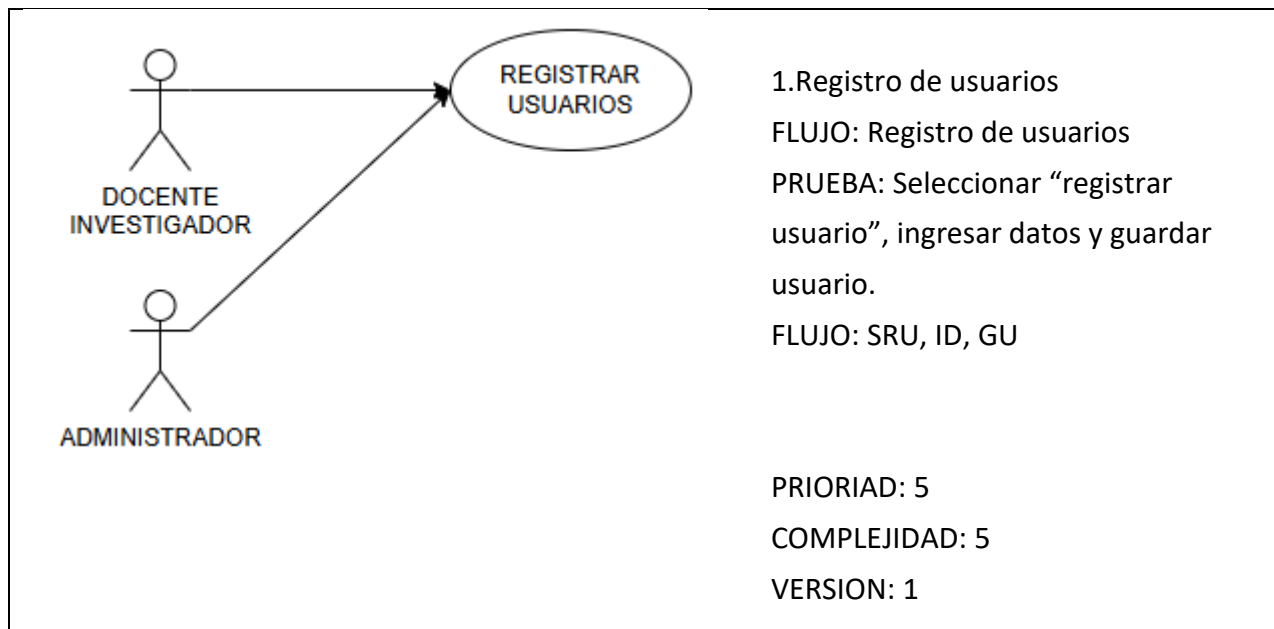 REGISTRAR
USUARIOS
DOCENTE
INVESTIGADOR
ADMINISTRADOR
1.Registro de usuarios
FLUJO: Registro de usuarios
PRUEBA: Seleccionar “registrar
usuario”, ingresar datos y guardar
usuario.
FLUJO: SRU, ID, GU
PRIORIAD: 5
COMPLEJIDAD: 5
VERSION: 1